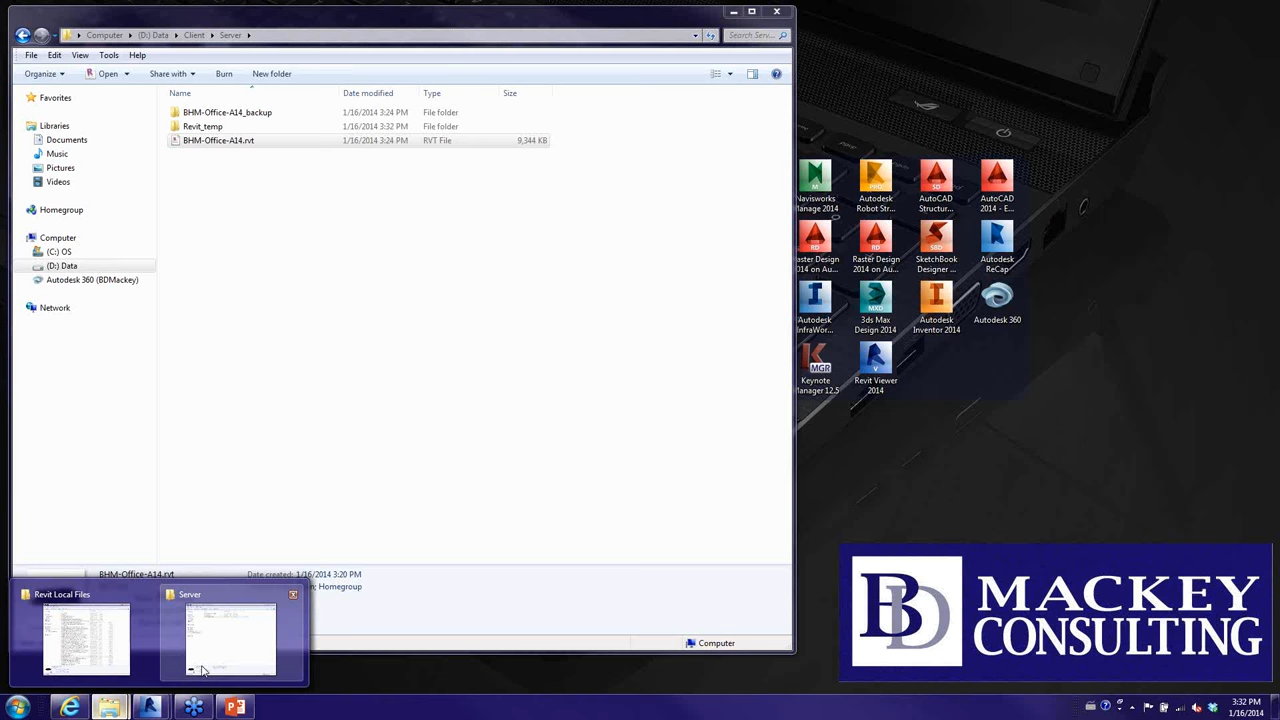 Computer (D:) Data Client Server
Search Serv...
File Edit View Tools Help
Organize Open Share with Burn New folder
Name Date modified Type Size
BHM-Office-A14_backup 1/16/2014 3:24 PM File folder
Revit_temp 1/16/2014 3:32 PM File folder
BHM-Office-A14.rvt 1/16/2014 3:24 PM RVT File 9,344 KB
Favorites
Libraries
Documents
Music
Pictures
Videos
Homegroup
Computer
(C:) OS
(D:) Data
Autodesk 360 (BDMackey)
Network
M
Navisworks
Manage 2014
PRO
Autodesk
Robot Str...
SD
AutoCAD
Structur...
AutoCAD
2014 - E...
RD
Raster Design
2014 on Au...
RD
Raster Design
2014 on Au...
SBD
SketchBook
Designer ...
Autodesk
ReCap
Autodesk
InfraWor...
MXD
3ds Max
Design 2014
Autodesk
Inventor 2014
Autodesk 360
MGR
Keynote
Manager 12.5
V
Revit Viewer
2014
BHM-Office-A14.rvt Date created: 1/16/2014 3:20 PM
Homegroup
Revit Local Files
Server
Computer
BD
MACKEY
CONSULTING
3:32 PM
1/16/2014